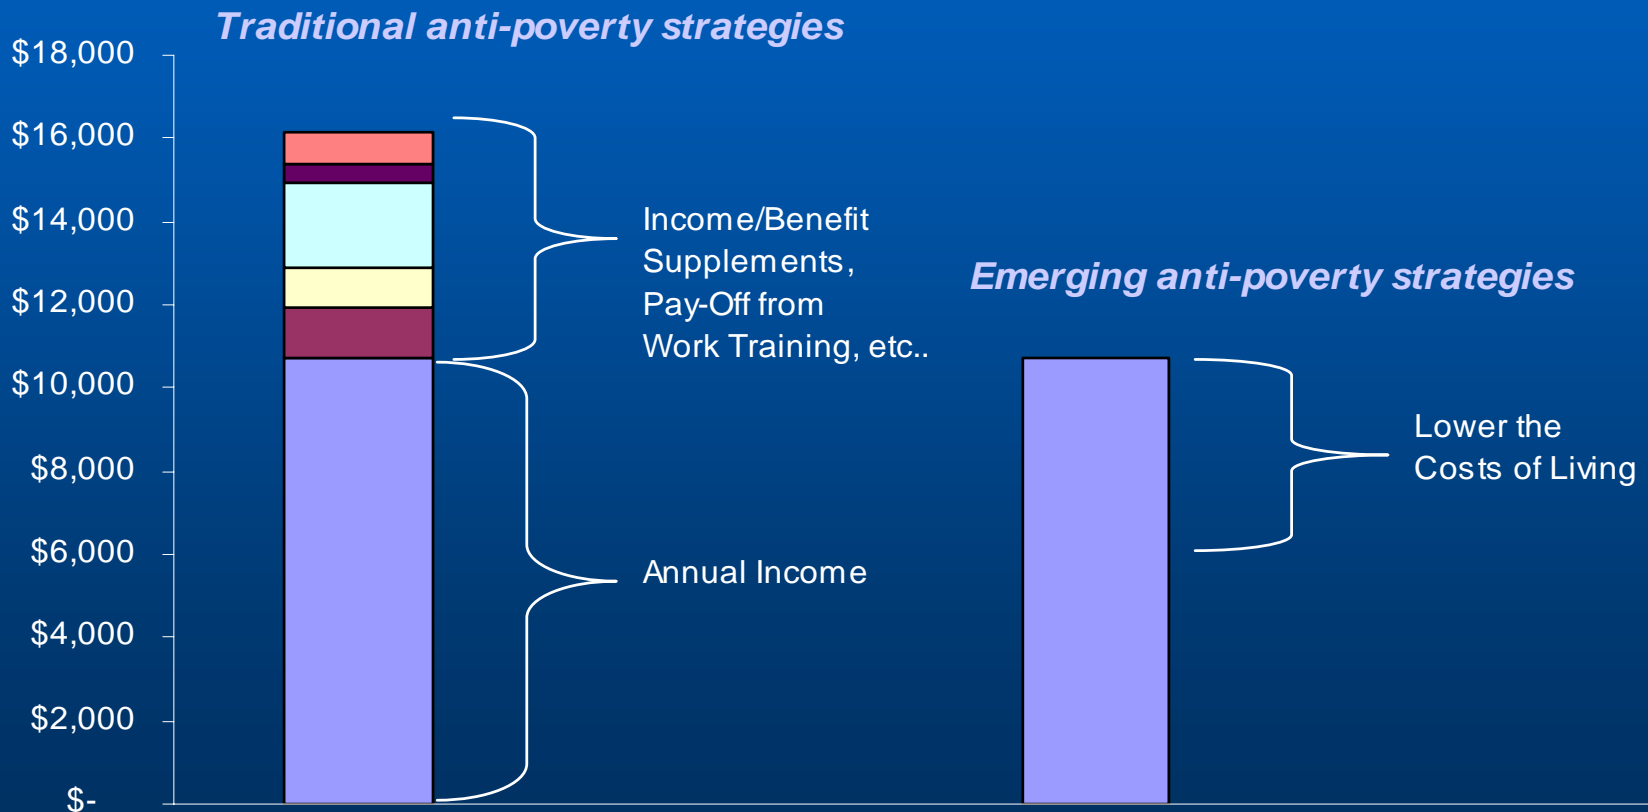 Traditional anti-poverty strategies
$18,000
$16,000
$14,000
$12,000
$10,000
$8,000
$6,000
$4,000
$2,000
$-
Income/Benefit
Supplements,
Pay-Off from
Work Training, etc..
Annual Income
Emerging anti-poverty strategies
Lower the
Costs of Living